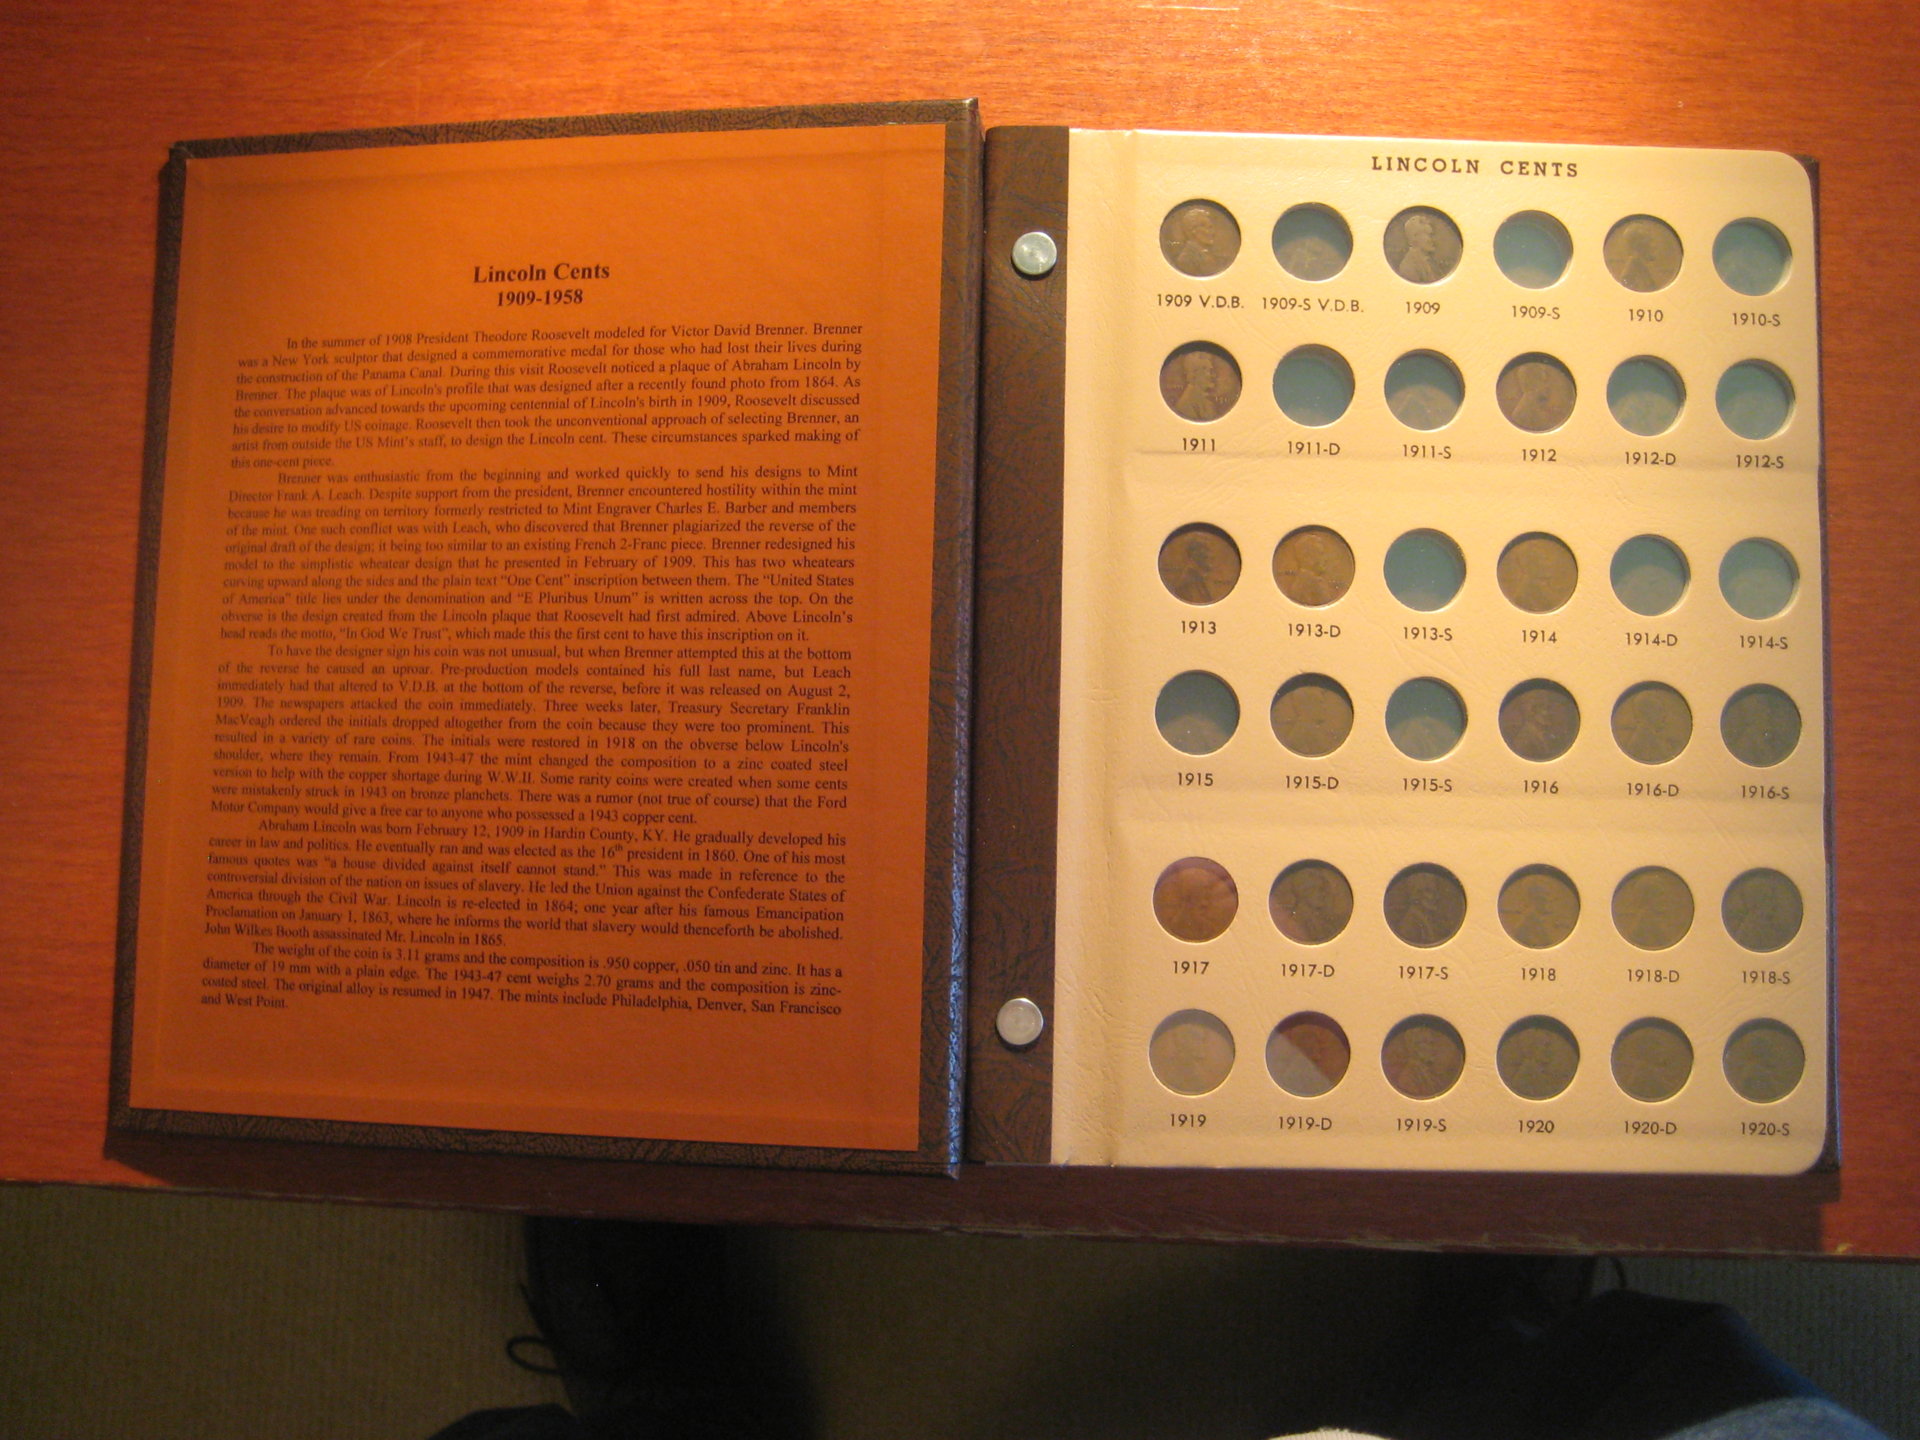 Lincoln Cents
1909-1958
In the summer of 1908 President Theodore Roosevelt modeled for Victor David Brenner. Brenner
was a New York sculptor that designed a commemorative medal for those who had lost their lives during
the construction of the Panama Canal. During this visit Roosevelt noticed a plaque of Abraham Lincoln by
Brenner. The plaque was of Lincoln's profile that was designed after a recently found photo from 1864. As
the conversation advanced towards the upcoming centennial of Lincoln's birth in 1909, Roosevelt discussed
his desire to modify US coinage. Roosevelt then took the unconventional approach of selecting Brenner, an
artist from outside the US Mint's staff, to design the Lincoln cent. These circumstances sparked making of
this one-cent piece.
Brenner was enthusiastic from the beginning and worked quickly to send his designs to Mint
Director Frank A. Leach. Despite support from the president, Brenner encountered hostility within the mint
because he was treading on territory formerly restricted to Mint Engraver Charles E. Barber and members
of the mint. One such conflict was with Leach, who discovered that Brenner plagiarized the reverse of the
original draft of the design; it being too similar to an existing French 2-Franc piece. Brenner redesigned his
model to the simplistic wheatear design that he presented in February of 1909. This has two wheatears
curving upward along the sides and the plain text “One Cent” inscription between them. The “United States
of America” title lies under the denomination and “E Pluribus Unum” is written across the top. On the
obverse is the design created from the Lincoln plaque that Roosevelt had first admired. Above Lincoln's
head reads the motto, “In God We Trust”, which made this the first cent to have this inscription on it.
To have the designer sign his coin was not unusual, but when Brenner attempted this at the bottom
of the reverse he caused an uproar. Pre-production models contained his full last name, but Leach
immediately had that altered to V.D.B. at the bottom of the reverse, before it was released on August 2,
1909. The newspapers attacked the coin immediately. Three weeks later, Treasury Secretary Franklin
MacVeagh ordered the initials dropped altogether from the coin because they were too prominent. This
resulted in a variety of rare coins. The initials were restored in 1918 on the obverse below Lincoln's
shoulder, where they remain. From 1943-47 the mint changed the composition to a zinc coated steel
version to help with the copper shortage during W.W.II. Some rarity coins were created when some cents
were mistakenly struck in 1943 on bronze planchets. There was a rumor (not true of course) that the Ford
Motor Company would give a free car to anyone who possessed a 1943 copper cent.
Abraham Lincoln was born February 12, 1909 in Hardin County, KY. He gradually developed his
career in law and politics. He eventually ran and was elected as the 16th president in 1860. One of his most
famous quotes was “a house divided against itself cannot stand.” This was made in reference to the
controversial division of the nation on issues of slavery. He led the Union against the Confederate States of
America through the Civil War. Lincoln is re-elected in 1864; one year after his famous Emancipation
Proclamation on January 1, 1863, where he informs the world that slavery would thenceforth be abolished.
John Wilkes Booth assassinated Mr. Lincoln in 1865.
The weight of the coin is 3.11 grams and the composition is .950 copper, .050 tin and zinc. It has a
diameter of 19 mm with a plain edge. The 1943-47 cent weighs 2.70 grams and the composition is zinc-
coated steel. The original alloy is resumed in 1947. The mints include Philadelphia, Denver, San Francisco
and West Point.
LINCOLN CENTS
1909 V.D.B. 1909-S V.D.B. 1909 1909-S 1910 1910-S
1911 1911-D 1911-S 1912 1912-D 1912-S
1913 1913-D 1913-S 1914 1914-D 1914-S
1915 1915-D 1915-S 1916 1916-D 1916-S
1917 1917-D 1917-S 1918 1918-D 1918-S
1919 1919-D 1919-S 1920 1920-D 1920-S